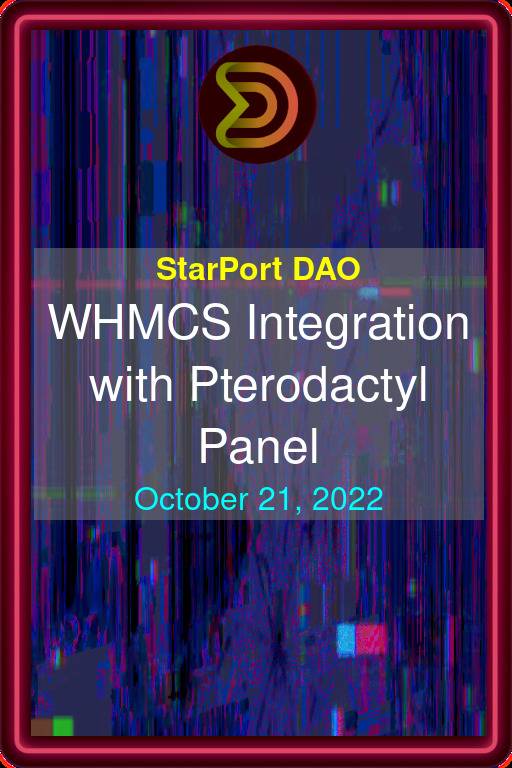 StarPort DAO
WHMCS Integration
with Pterodactyl
Panel
October 21, 2022